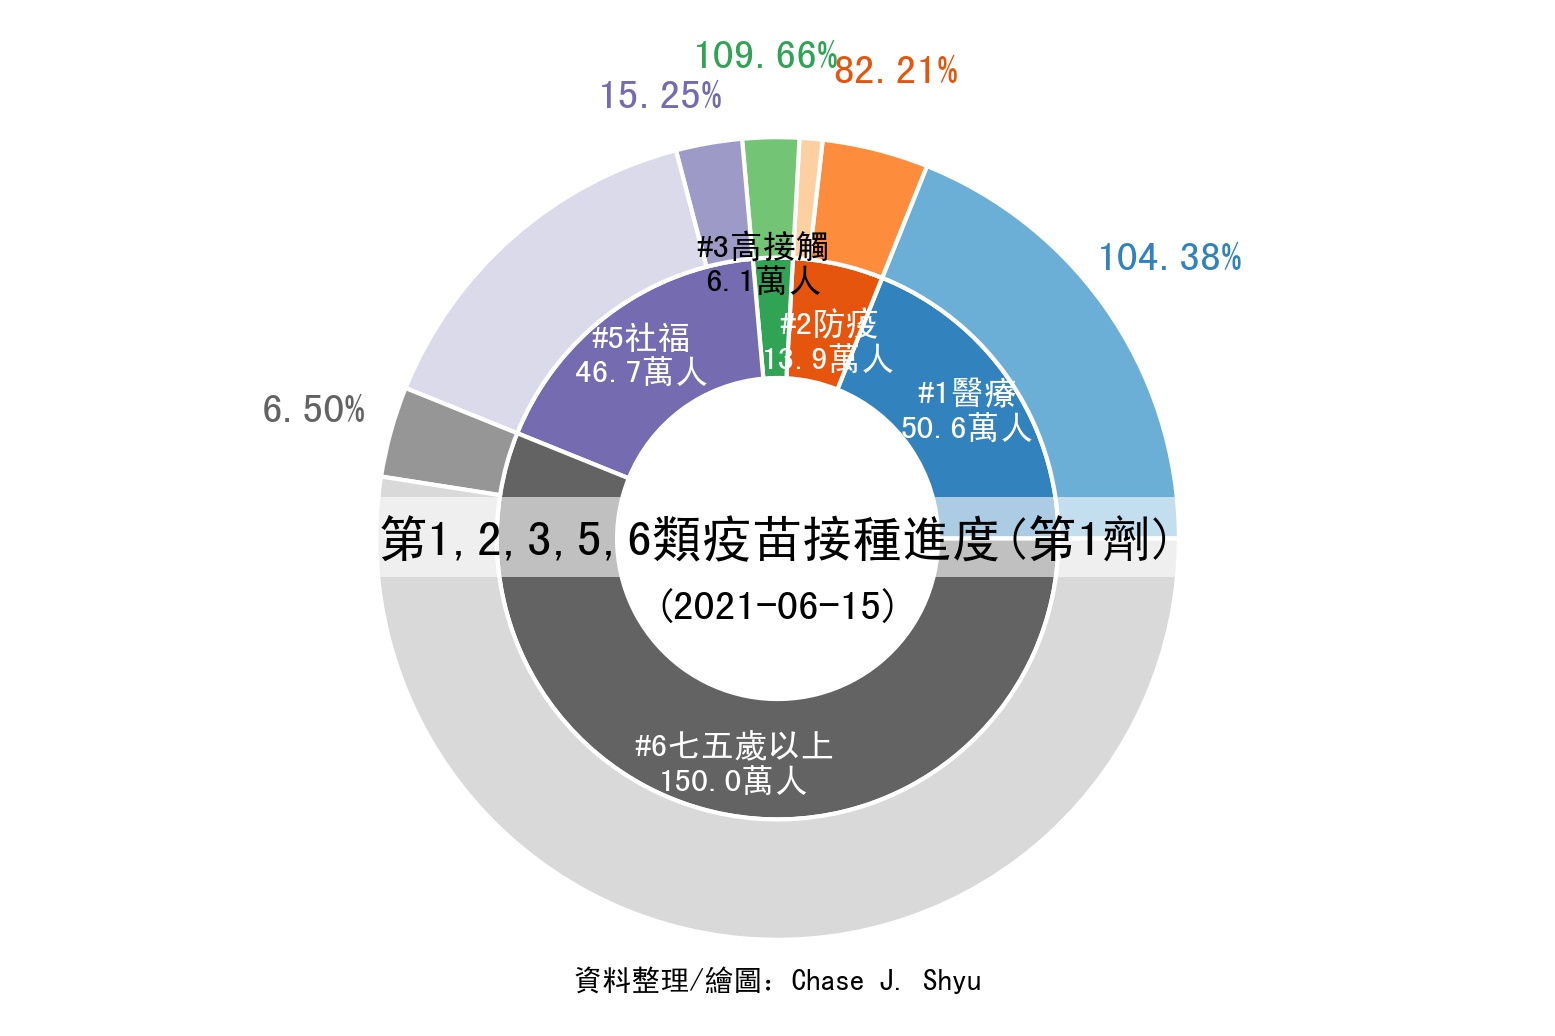 109.66%
82.21%
15.25%
#3高接觸
6.1萬人
104.38%
#2防疫
13.9萬人
#5社福
46.7萬人
#1醫療
50.6萬人
6.50%
第1,2,3,5,6類疫苗接種進度(第1劑)
(2021-06-15)
#6七五歲以上
150.0萬人
資料整理/繪圖: Chase J. Shyu